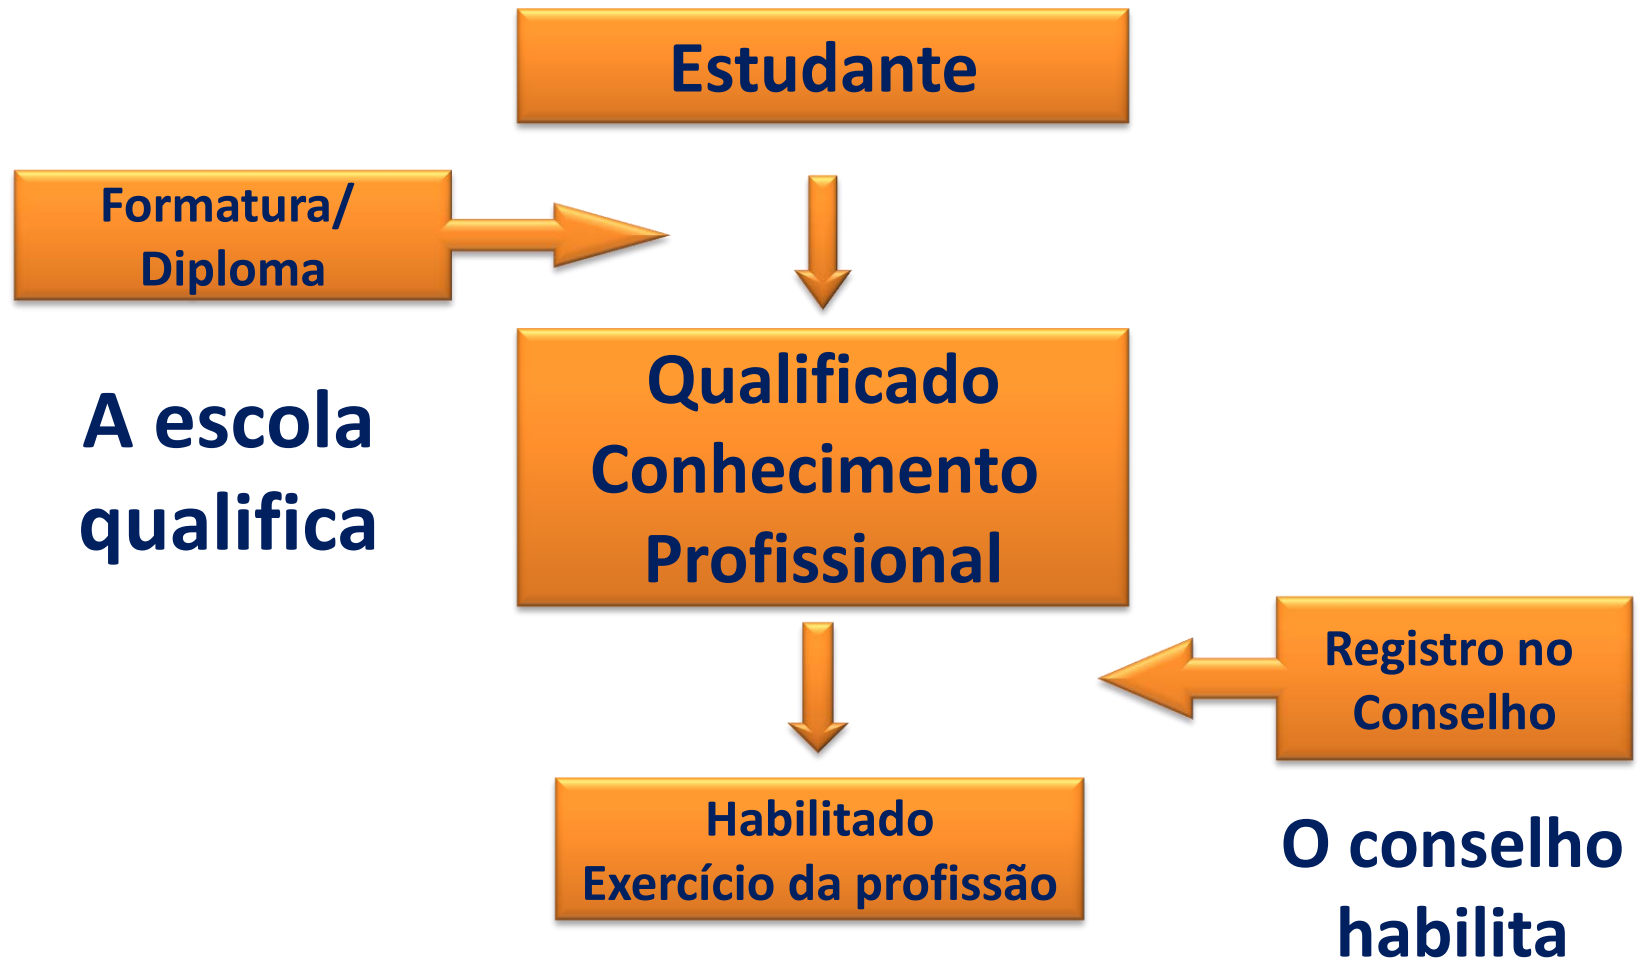 Estudante
Formatura/
Diploma
A escola
qualifica
Qualificado
Conhecimento
Profissional
Registro no
Conselho
Habilitado
Exercício da profissão
O conselho
habilita